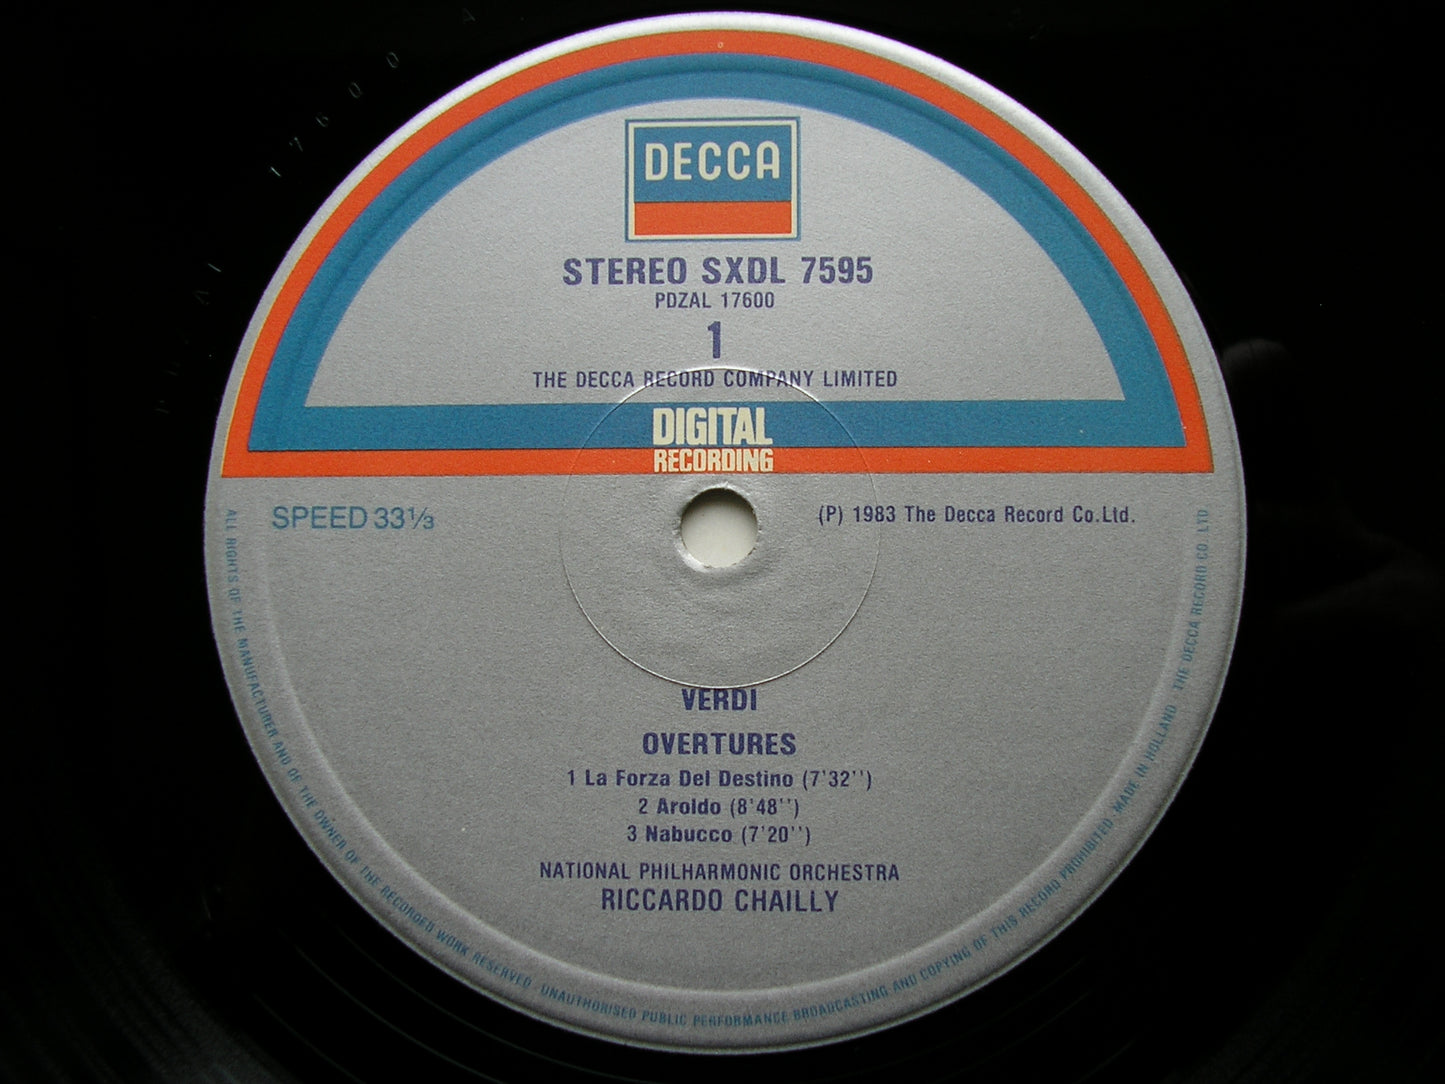 DECCA
STEREO SXDL 7595
PDZAL 17600
1
THE DECCA RECORD COMPANY LIMITED
DIGITAL
RECORDING
SPEED 33⅓
(P) 1983 The Decca Record Co.Ltd.
VERDI
OVERTURES
1 La Forza Del Destino (7'32'')
2 Aroldo (8'48'')
3 Nabucco (7'20'')
NATIONAL PHILHARMONIC ORCHESTRA
RICCARDO CHAILLY
ALL RIGHTS OF THE MANUFACTURER AND OF THE OWNER OF THE RECORDED WORK RESERVED. UNAUTHORISED PUBLIC PERFORMANCE BROADCASTING AND COPYING OF THIS RECORD PROHIBITED. MADE IN HOLLAND. THE DECCA RECORD CO. LTD
17600